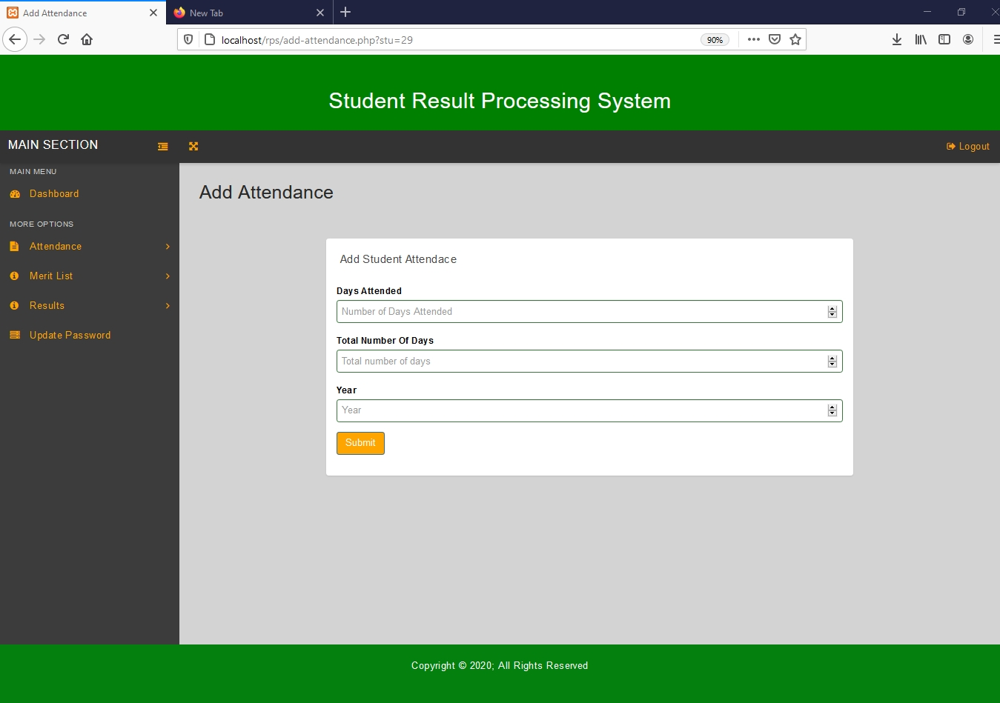 Add Attendance
New Tab
localhost/rps/add-attendance.php?stu=29
90%
Student Result Processing System
MAIN SECTION
Logout
MAIN MENU
Dashboard
MORE OPTIONS
Attendance
Merit List
Results
Update Password
Add Attendance
Add Student Attendace
Days Attended
Number of Days Attended
Total Number Of Days
Total number of days
Year
Year
Submit
Copyright © 2020; All Rights Reserved